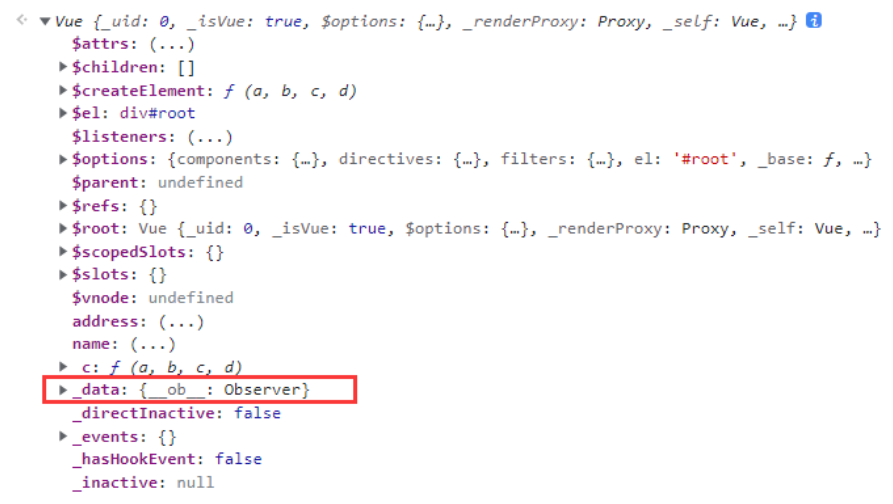 Vue {_uid: 0, _isVue: true, $options: {…}, _renderProxy: Proxy, _self: Vue, …} i
$attrs: (...)
$children: []
$createElement: ƒ (a, b, c, d)
$el: div#root
$listeners: (...)
$options: {components: {…}, directives: {…}, filters: {…}, el: '#root', _base: ƒ, …}
$parent: undefined
$refs: {}
$root: Vue {_uid: 0, _isVue: true, $options: {…}, _renderProxy: Proxy, _self: Vue, …}
$scopedSlots: {}
$slots: {}
$vnode: undefined
address: (...)
name: (...)
_c: ƒ (a, b, c, d)
_data: {__ob__: Observer}
_directInactive: false
_events: {}
_hasHookEvent: false
_inactive: null